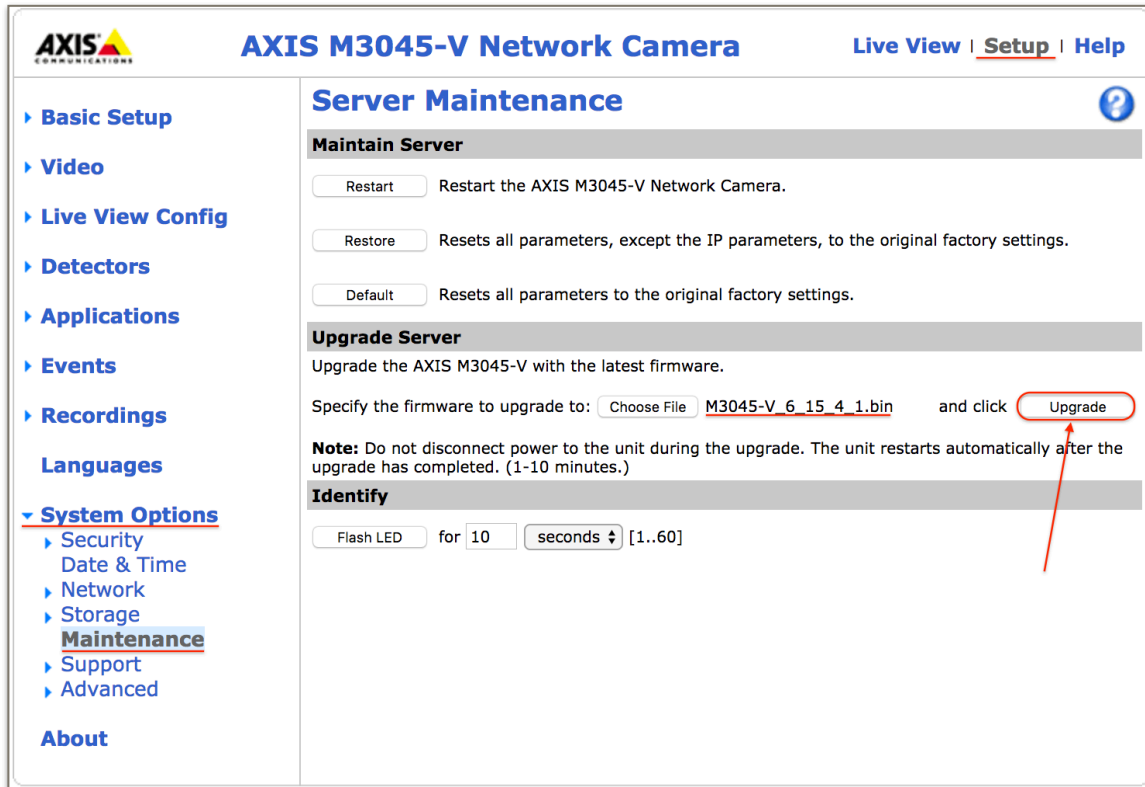 AXIS
COMMUNICATIONS
AXIS M3045-V Network Camera
Live View | Setup | Help
Basic Setup
Video
Live View Config
Detectors
Applications
Events
Recordings
Languages
System Options
Security
Date & Time
Network
Storage
Maintenance
Support
Advanced
About
Server Maintenance
?
Maintain Server
Restart Restart the AXIS M3045-V Network Camera.
Restore Resets all parameters, except the IP parameters, to the original factory settings.
Default Resets all parameters to the original factory settings.
Upgrade Server
Upgrade the AXIS M3045-V with the latest firmware.
Specify the firmware to upgrade to: Choose File M3045-V_6_15_4_1.bin and click Upgrade
Note: Do not disconnect power to the unit during the upgrade. The unit restarts automatically after the
upgrade has completed. (1-10 minutes.)
Identify
Flash LED for 10 seconds [1..60]